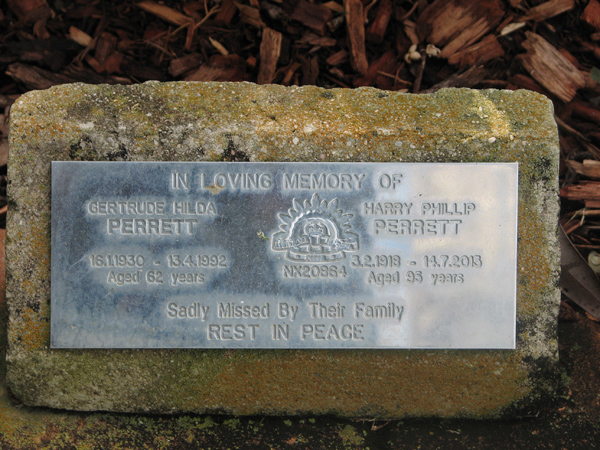 IN LOVING MEMORY OF
GERTRUDE HILDA
PERRETT
16.1.1930 - 13.4.1992
Aged 62 years
NX20964
HARRY PHILLIP
PERRETT
3.2.1918 - 14.7.2013
Aged 95 years
Sadly Missed By Their Family
REST IN PEACE